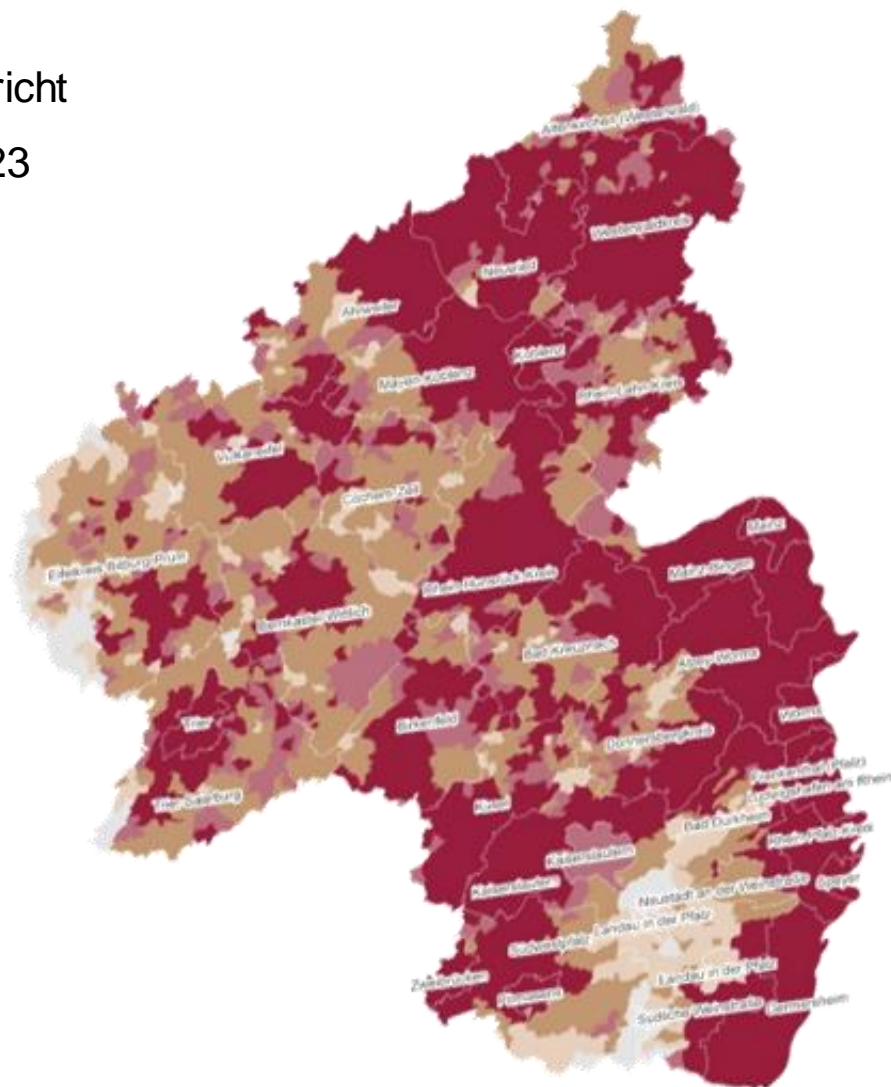 richt
23
Altenkirchen (Westerwald)
Westerwaldkreis
Neuwied
Ahrweiler
Koblenz
Mayen-Koblenz
Rhein-Lahn-Kreis
Vulkaneifel
Cochem-Zell
Mainz
Mainz-Bingen
Eifelkreis Bitburg-Prüm
Rhein-Hunsrück-Kreis
Bernkastel-Wittlich
Bad Kreuznach
Alzey-Worms
Trier
Birkenfeld
Worms
Donnersbergkreis
Frankenthal (Pfalz)
Ludwigshafen am Rhein
Trier-Saarburg
Kusel
Bad Dürkheim
Rhein-Pfalz-Kreis
Kaiserslautern
Kaiserslautern
Neustadt an der Weinstraße
Speyer
Landau in der Pfalz
Südwestpfalz
Zweibrücken
Landau in der Pfalz
Pirmasens
Südliche Weinstraße
Germersheim